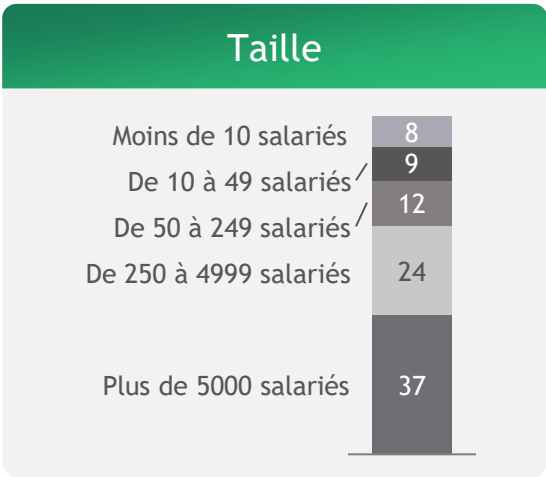 Taille
Moins de 10 salariés 8
De 10 à 49 salariés 9
De 50 à 249 salariés 12
De 250 à 4999 salariés 24
Plus de 5000 salariés 37